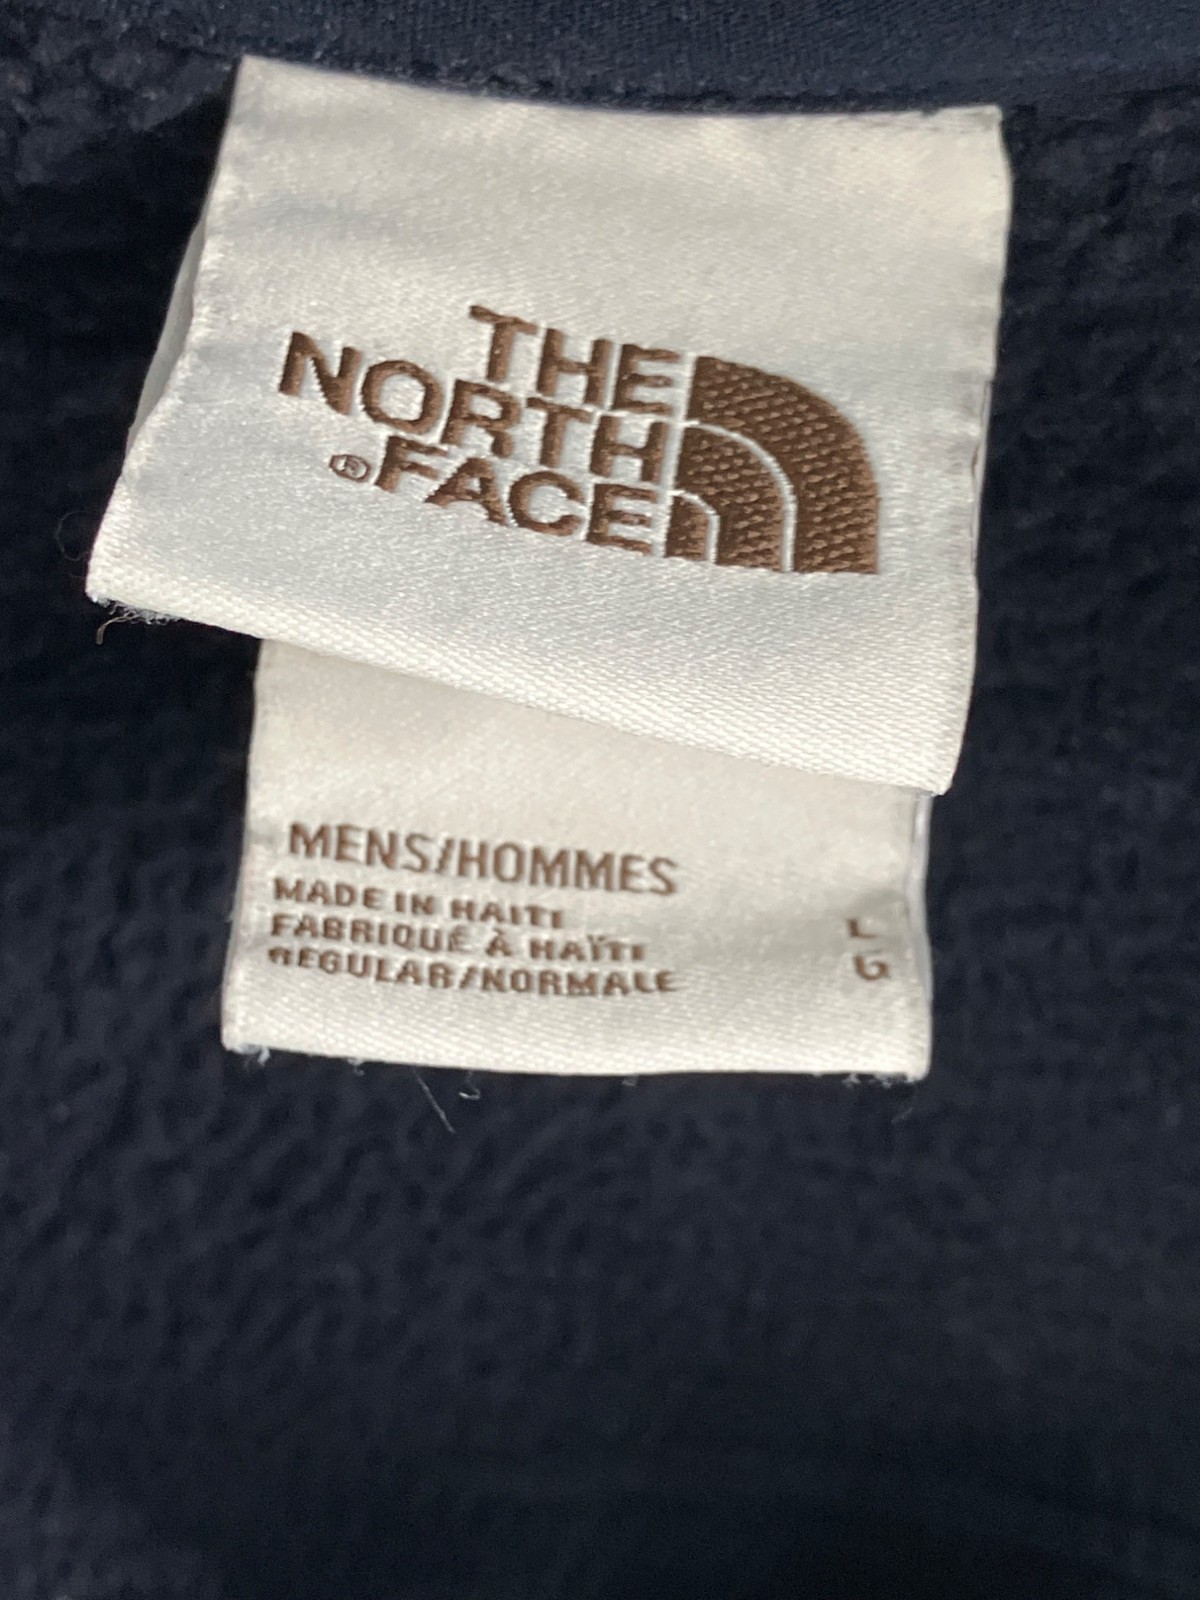 THE
NORTH
®FACE
MENS/HOMMES
MADE IN HAITI
FABRIQUÉ À HAÏTI
REGULAR/NORMALE
L
G